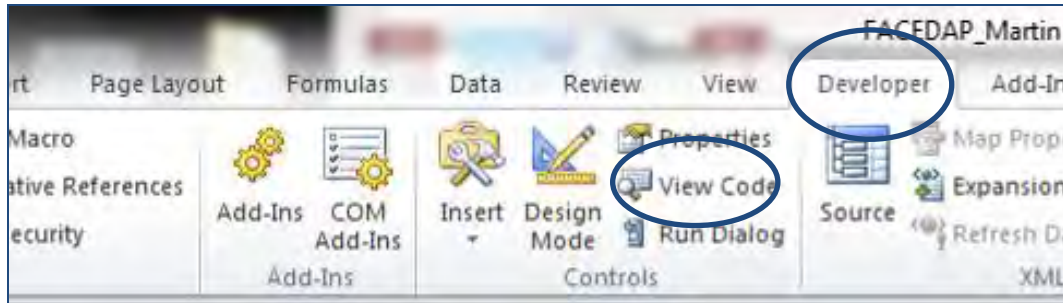 FACEDAP_Martin
rt Page Layout Formulas Data Review View Developer Add-In
Macro
ative References
ecurity
Add-Ins
COM
Add-Ins
Add-Ins
Insert
Design
Mode
Properties
View Code
Run Dialog
Controls
Source
Map Prop
Expansion
Refresh Da
XML